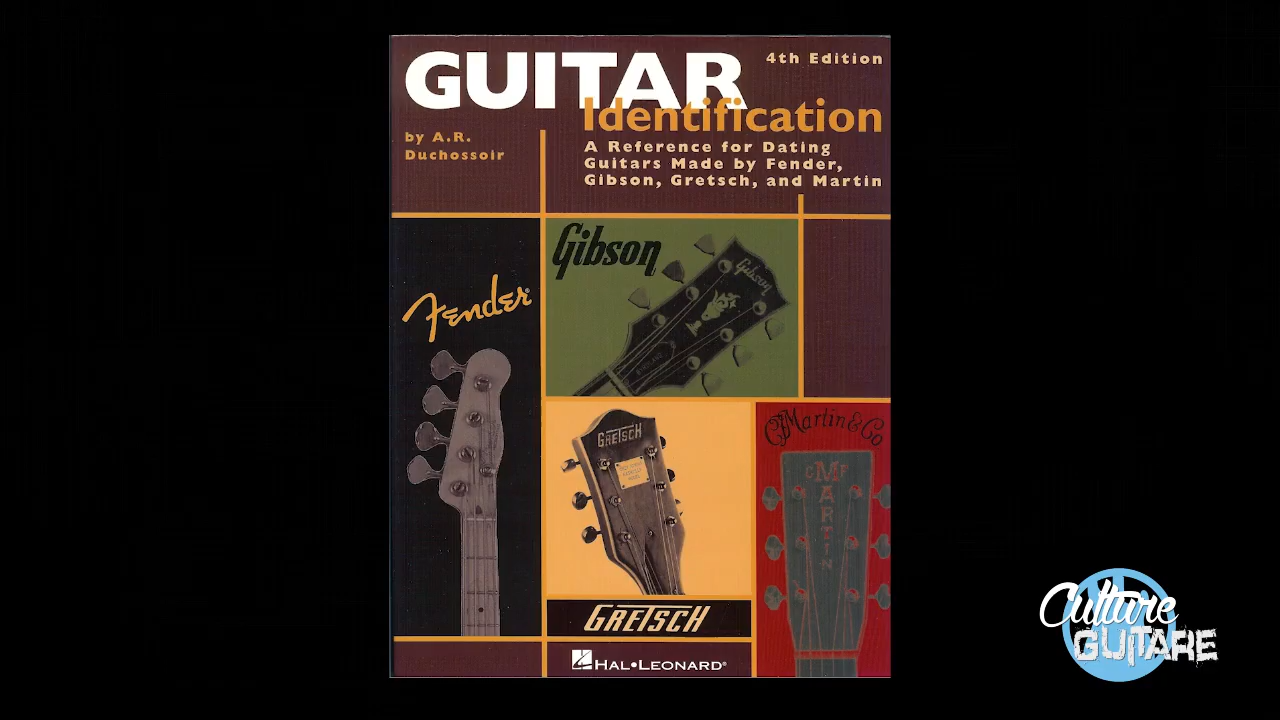 GUITAR
4th Edition
Identification
by A.R.
Duchossoir
A Reference for Dating
Guitars Made by Fender,
Gibson, Gretsch, and Martin
Gibson
Gibson
Fender
GRETSCH
CF Martin & Co
CMF
MARTIN
GRETSCH
HAL•LEONARD®
Culture
GUITARE